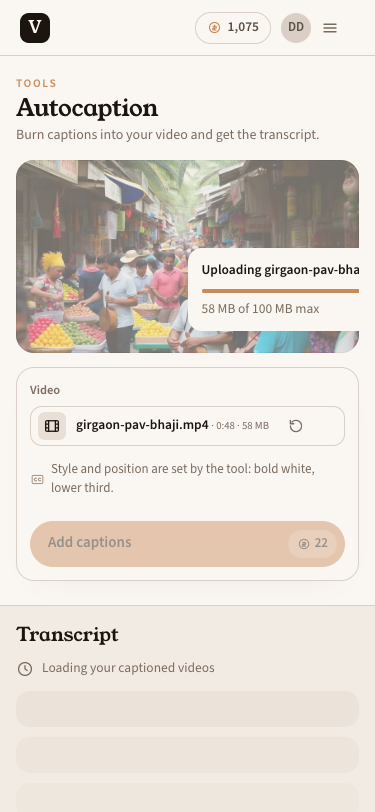 V
1,075
DD
TOOLS
Autocaption
Burn captions into your video and get the transcript.
Uploading girgaon-pav-bha
58 MB of 100 MB max
Video
girgaon-pav-bhaji.mp4 · 0:48 · 58 MB
CC
Style and position are set by the tool: bold white,
lower third.
Add captions
22
Transcript
Loading your captioned videos